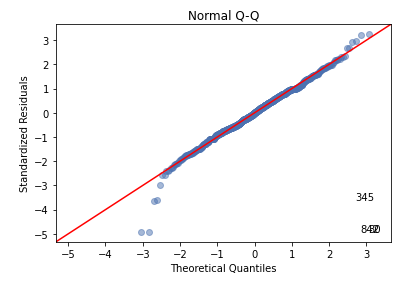 Normal Q-Q
Standardized Residuals
3
2
1
0
−1
−2
−3
345
−4
−5
−5 −4 −3 −2 −1 0 1 2 3
Theoretical Quantiles